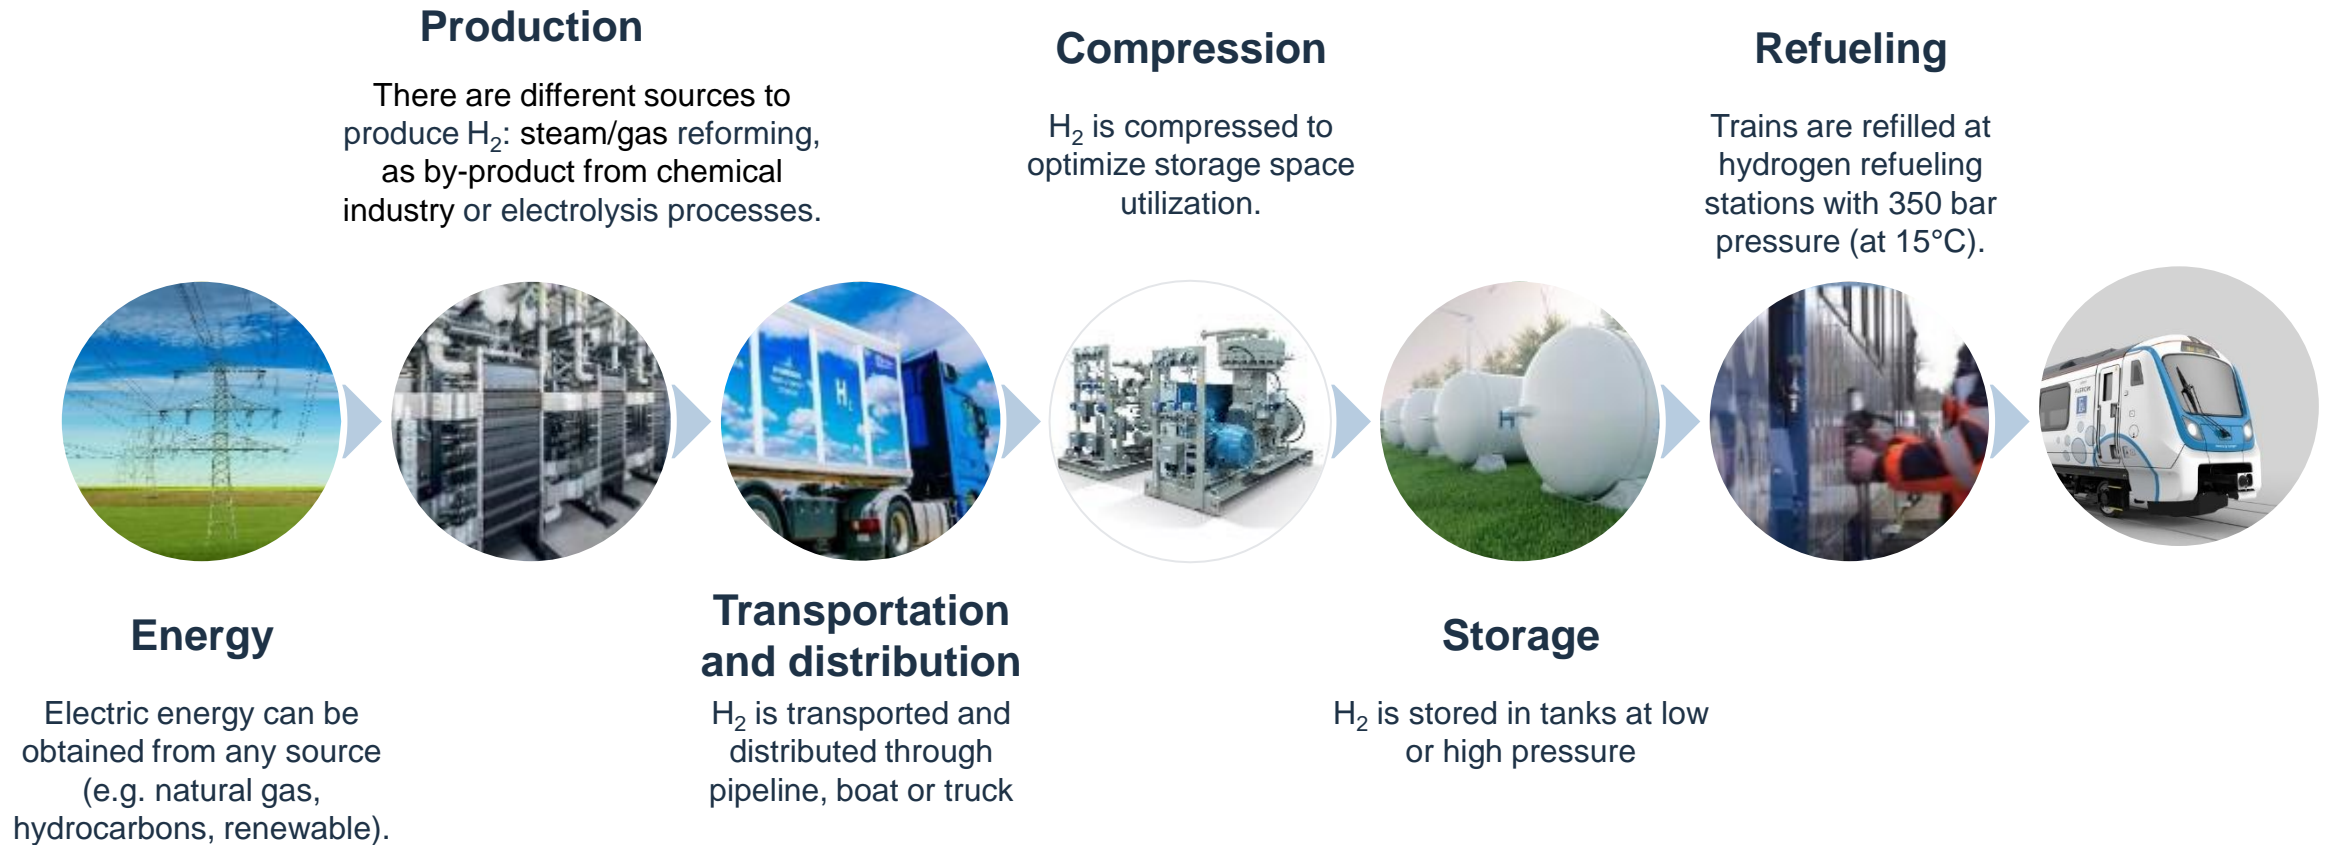 Production
There are different sources to
produce H₂: steam/gas reforming,
as by-product from chemical
industry or electrolysis processes.
Compression
H₂ is compressed to
optimize storage space
utilization.
Refueling
Trains are refilled at
hydrogen refueling
stations with 350 bar
pressure (at 15°C).
H₂
Energy
Electric energy can be
obtained from any source
(e.g. natural gas,
hydrocarbons, renewable).
Transportation
and distribution
H₂ is transported and
distributed through
pipeline, boat or truck
Storage
H₂ is stored in tanks at low
or high pressure